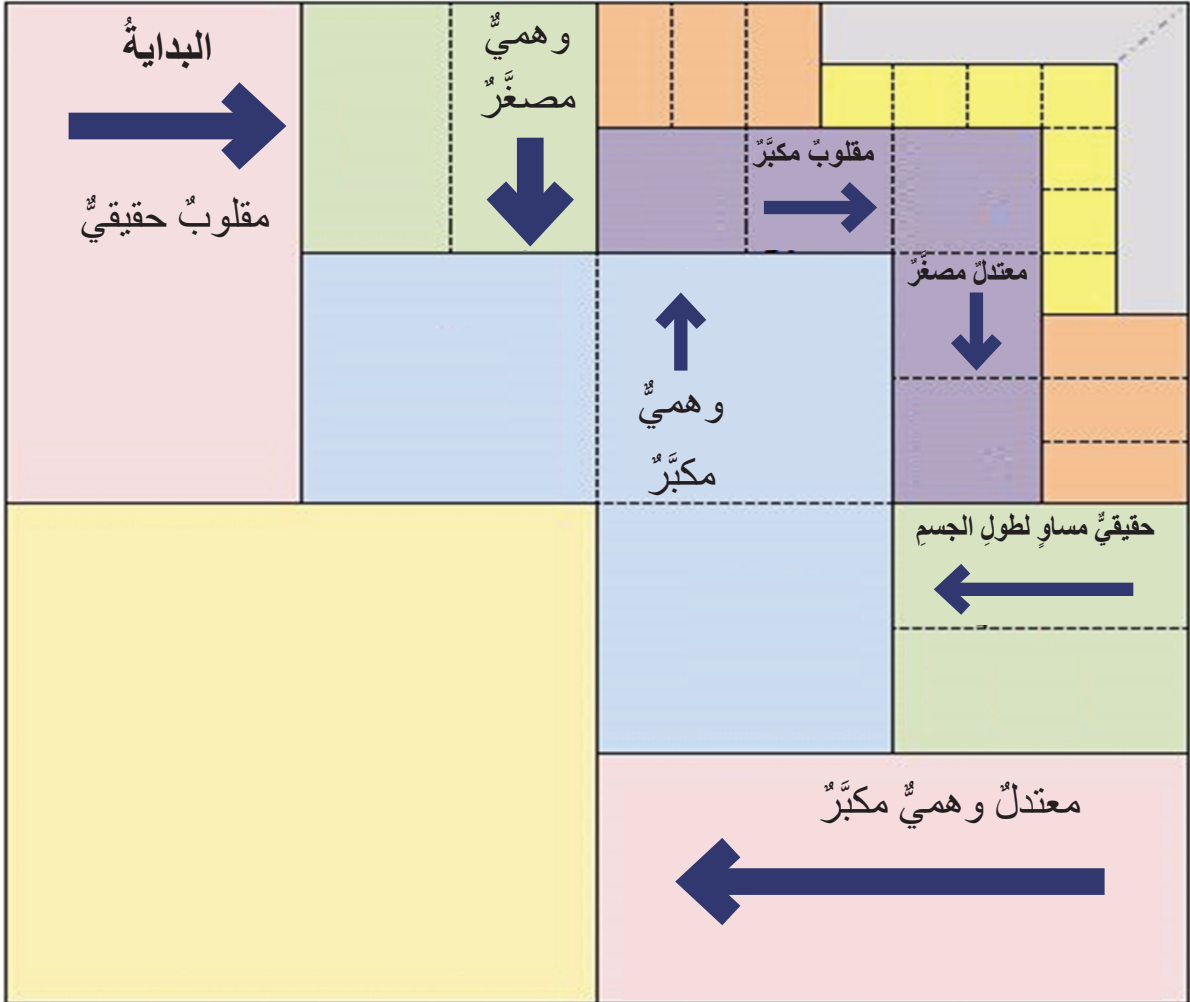 البدايةُ
مقلوبٌ حقيقيٌّ
وهميٌّ
مصغَّرٌ
مقلوبٌ مكبَّرٌ
معتدلٌ مصغَّرٌ
وهميٌّ
مكبَّرٌ
حقيقيٌّ مساوٍ لطولِ الجسمِ
معتدلٌ وهميٌّ مكبَّرٌ